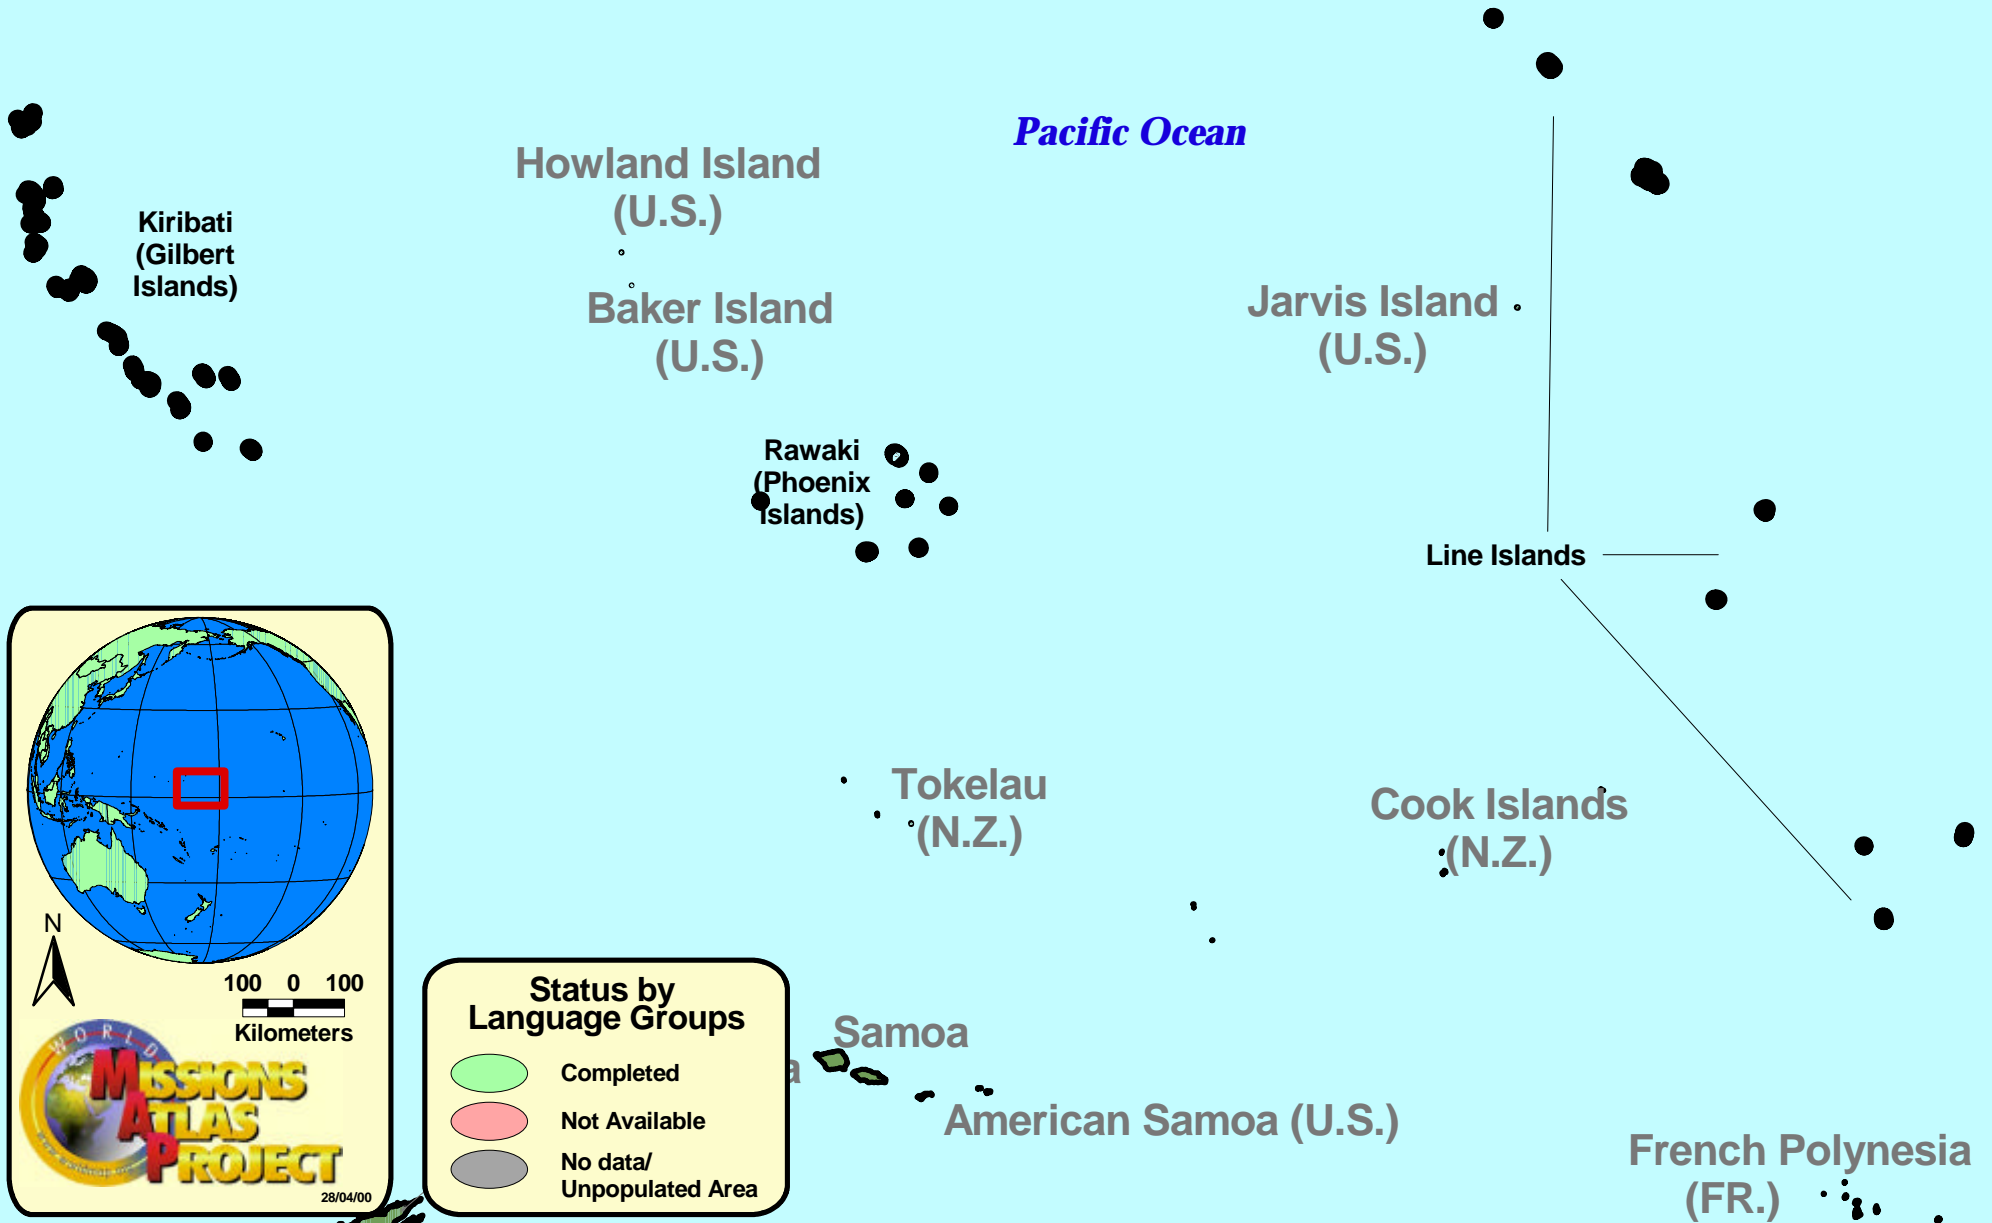 Pacific Ocean
Howland Island
(U.S.)
Kiribati
(Gilbert
Islands)
Baker Island
(U.S.)
Jarvis Island
(U.S.)
Rawaki
(Phoenix
Islands)
Line Islands
Tokelau
(N.Z.)
Cook Islands
(N.Z.)
N
100 0 100
Kilometers
WORLD
MISSIONS
ATLAS
PROJECT
28/04/00
Status by
Language Groups
Completed
Not Available
No data/
Unpopulated Area
Samoa
a
American Samoa (U.S.)
French Polynesia
(FR.)